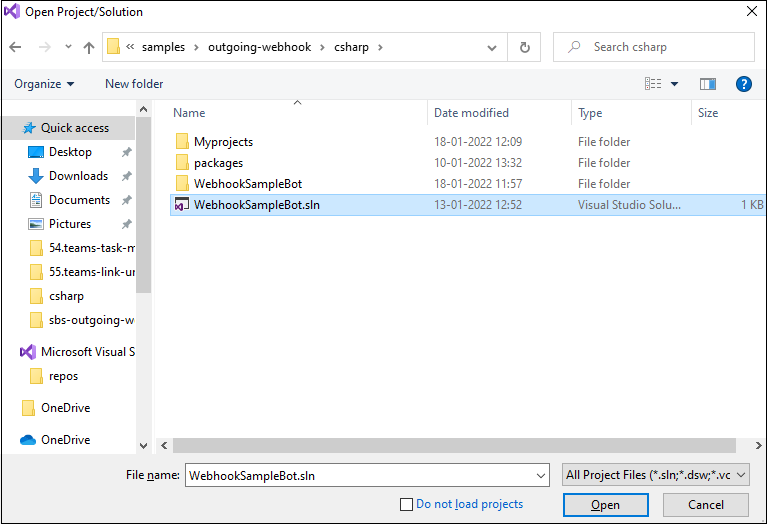 Open Project/Solution
« samples › outgoing-webhook › csharp ›
Search csharp
Organize New folder
Name Date modified Type Size
Quick access
Desktop
Downloads
Documents
Pictures
54.teams-task-m
55.teams-link-ur
csharp
sbs-outgoing-w
Microsoft Visual S
repos
OneDrive
OneDrive
Myprojects 18-01-2022 12:09 File folder
packages 10-01-2022 13:32 File folder
WebhookSampleBot 18-01-2022 11:57 File folder
WebhookSampleBot.sln 13-01-2022 12:52 Visual Studio Solu... 1 KB
File name: WebhookSampleBot.sln All Project Files (*.sln;*.dsw;*.vc
Do not load projects
Open Cancel